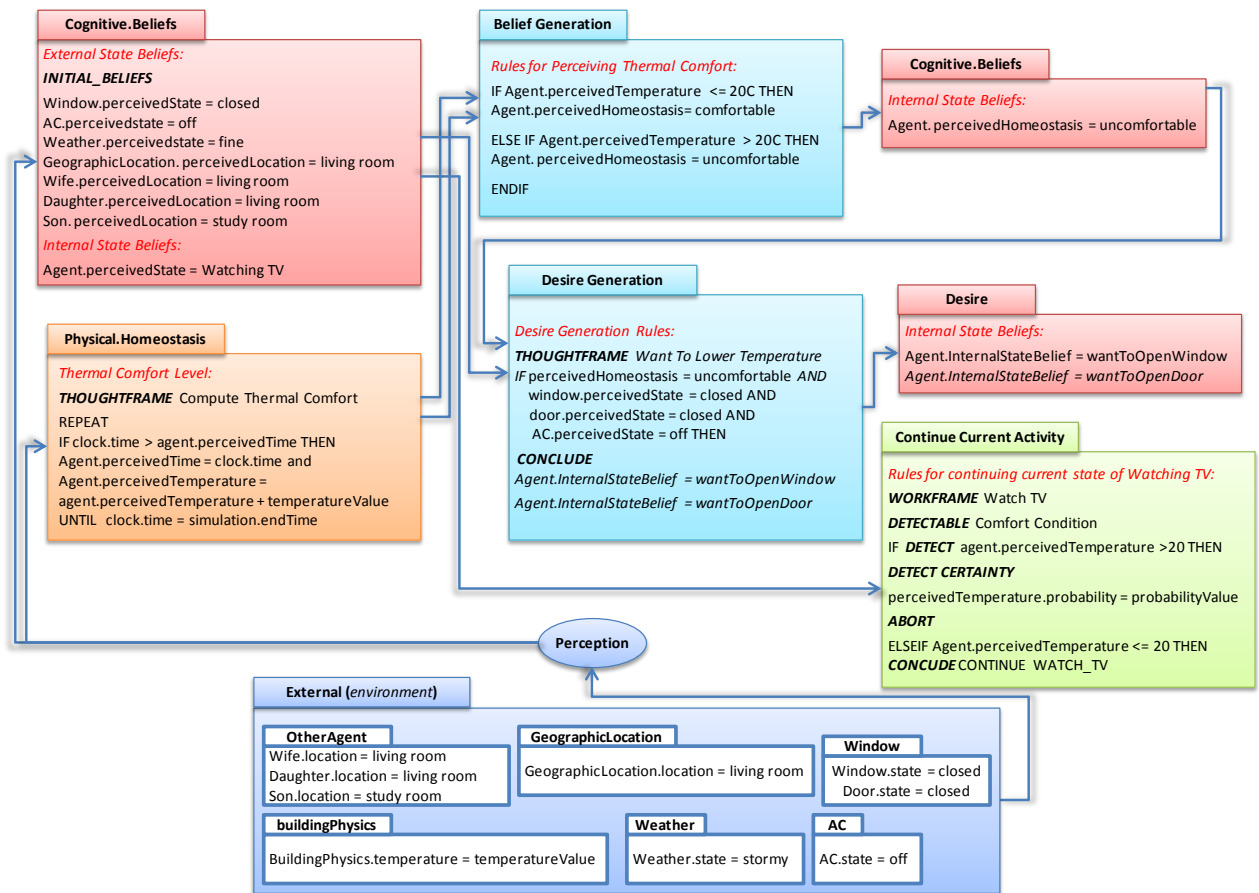 Cognitive.Beliefs
External State Beliefs:
INITIAL_BELIEFS
Window.perceivedState = closed
AC.perceivedstate = off
Weather.perceivedstate = fine
GeographicLocation. perceivedLocation = living room
Wife.perceivedLocation = living room
Daughter.perceivedLocation = living room
Son. perceivedLocation = study room
Internal State Beliefs:
Agent.perceivedState = Watching TV
Belief Generation
Rules for Perceiving Thermal Comfort:
IF Agent.perceivedTemperature <= 20C THEN
Agent.perceivedHomeostasis= comfortable
ELSE IF Agent.perceivedTemperature > 20C THEN
Agent. perceivedHomeostasis = uncomfortable
ENDIF
Cognitive.Beliefs
Internal State Beliefs:
Agent. perceivedHomeostasis = uncomfortable
Physical.Homeostasis
Thermal Comfort Level:
THOUGHTFRAME Compute Thermal Comfort
REPEAT
IF clock.time > agent.perceivedTime THEN
Agent.perceivedTime = clock.time and
Agent.perceivedTemperature =
agent.perceivedTemperature + temperatureValue
UNTIL clock.time = simulation.endTime
Desire Generation
Desire Generation Rules:
THOUGHTFRAME Want To Lower Temperature
IF perceivedHomeostasis = uncomfortable AND
window.perceivedState = closed AND
door.perceivedState = closed AND
AC.perceivedState = off THEN
CONCLUDE
Agent.InternalStateBelief = wantToOpenWindow
Agent.InternalStateBelief = wantToOpenDoor
Desire
Internal State Beliefs:
Agent.InternalStateBelief = wantToOpenWindow
Agent.InternalStateBelief = wantToOpenDoor
Continue Current Activity
Rules for continuing current state of Watching TV:
WORKFRAME Watch TV
DETECTABLE Comfort Condition
IF DETECT agent.perceivedTemperature >20 THEN
DETECT CERTAINTY
perceivedTemperature.probability = probabilityValue
ABORT
ELSEIF Agent.perceivedTemperature <= 20 THEN
CONCUDE CONTINUE WATCH_TV
Perception
External (environment)
OtherAgent
Wife.location = living room
Daughter.location = living room
Son.location = study room
GeographicLocation
GeographicLocation.location = living room
Window
Window.state = closed
Door.state = closed
buildingPhysics
BuildingPhysics.temperature = temperatureValue
Weather
Weather.state = stormy
AC
AC.state = off